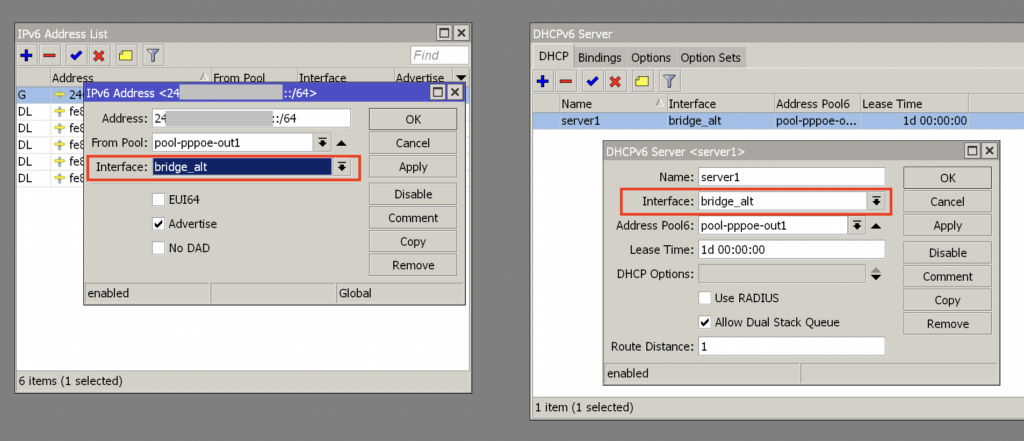 IPv6 Address List
Find
Address From Pool Interface Advertise
G 24
DL fe8
DL fe8
DL fe8
DL fe8
DL fe8
IPv6 Address <24 ::/64>
Address: 24 ::/64
OK
From Pool: pool-pppoe-out1
Cancel
Interface: bridge_alt
Apply
EUI64
Disable
Advertise
Comment
No DAD
Copy
Remove
enabled Global
6 items (1 selected)
DHCPv6 Server
DHCP Bindings Options Option Sets
Name Interface Address Pool6 Lease Time
server1 bridge_alt pool-pppoe-o... 1d 00:00:00
DHCPv6 Server <server1>
Name: server1
OK
Interface: bridge_alt
Cancel
Address Pool6: pool-pppoe-out1
Apply
Lease Time: 1d 00:00:00
Disable
DHCP Options:
Comment
Use RADIUS
Copy
Allow Dual Stack Queue
Remove
Route Distance: 1
enabled
1 item (1 selected)